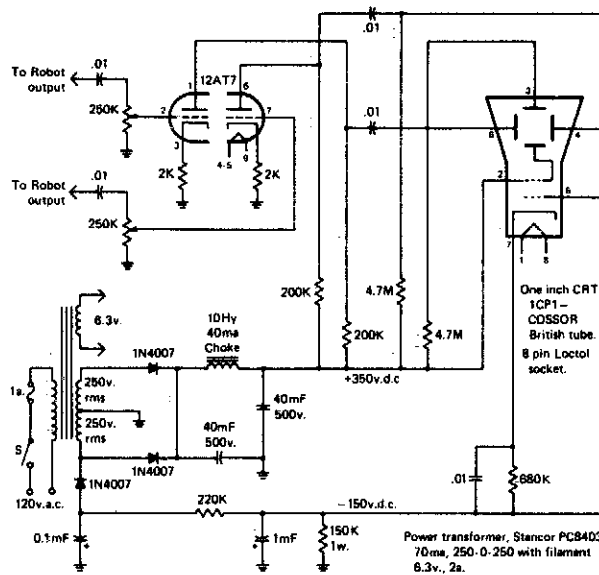 .01
To Robot
output
250K
12AT7
1
6
2
7
3
4-5
9
2K
2K
.01
.01
3
6
4
2
6
7
1
8
.01
To Robot
output
250K
200K
4.7M
200K
4.7M
One inch CRT
1CP1-
COSSOR
British tube.
8 pin Loctol
socket.
6.3v.
10Hy
40ma
Choke
1N4007
+350v.d.c
1a.
250v.
rms
250v.
rms
40mF
500v.
40mF
500v.
S
1N4007
1N4007
120v.a.c.
.01
680K
220K
-150v.d.c.
0.1mF
+
1mF
+
150K
1w.
Power transformer, Stancor PC8403
70ma, 250-0-250 with filament
6.3v., 2a.